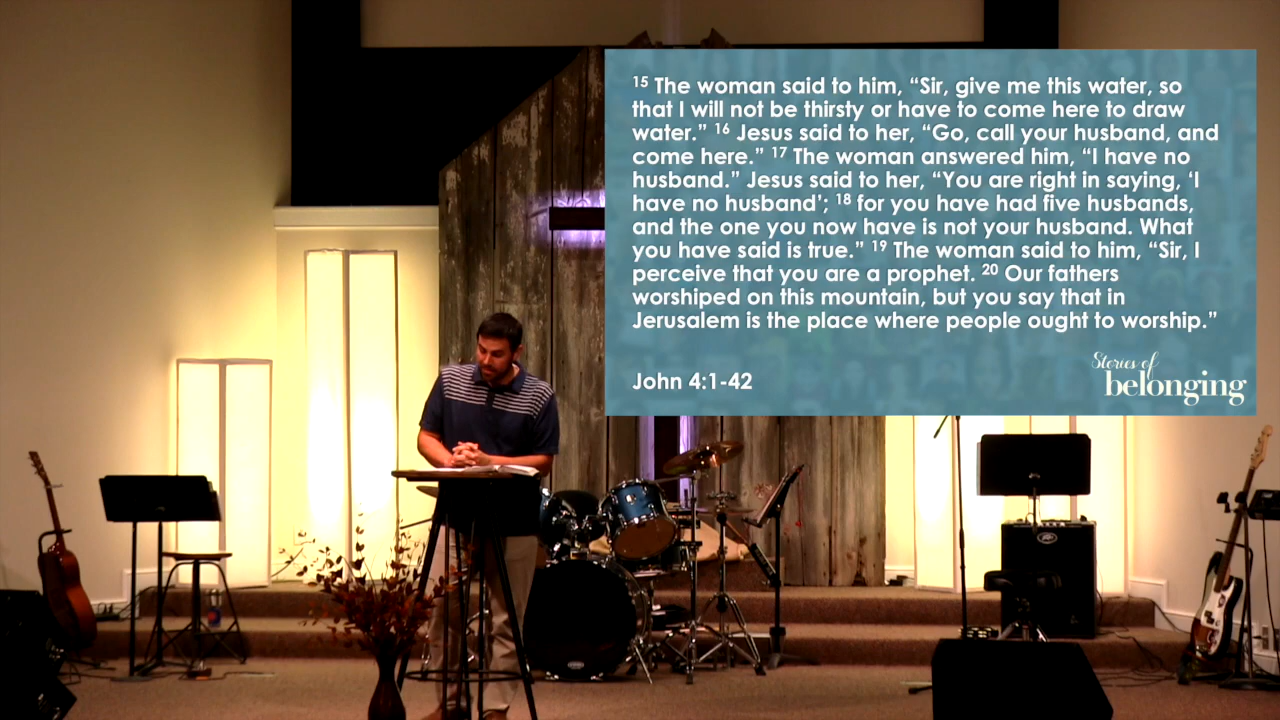 15 The woman said to him, “Sir, give me this water, so
that I will not be thirsty or have to come here to draw
water.” 16 Jesus said to her, “Go, call your husband, and
come here.” 17 The woman answered him, “I have no
husband.” Jesus said to her, “You are right in saying, ‘I
have no husband’; 18 for you have had five husbands,
and the one you now have is not your husband. What
you have said is true.” 19 The woman said to him, “Sir, I
perceive that you are a prophet. 20 Our fathers
worshiped on this mountain, but you say that in
Jerusalem is the place where people ought to worship.”
John 4:1-42
Stories of
belonging